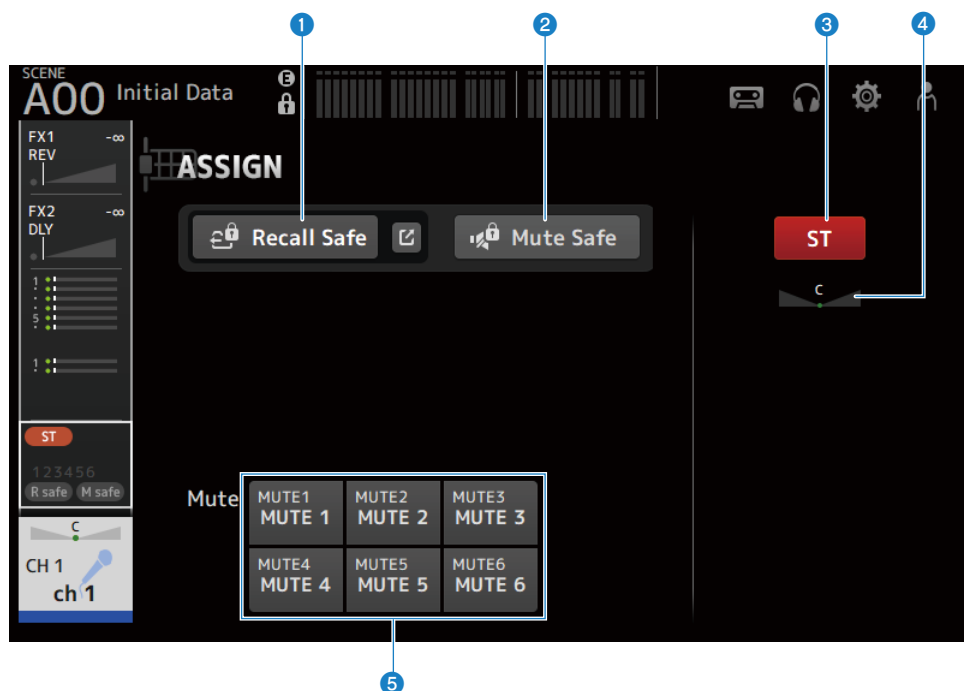 1 2 3 4
SCENE
A00 Initial Data
E
FX1 -∞
REV
ASSIGN
FX2 -∞
DLY
Recall Safe
Mute Safe
ST
C
1
5
1
ST
123456
R safe M safe
Mute
MUTE1 MUTE2 MUTE3
MUTE 1 MUTE 2 MUTE 3
MUTE4 MUTE5 MUTE6
MUTE 4 MUTE 5 MUTE 6
C
CH 1
ch 1
5